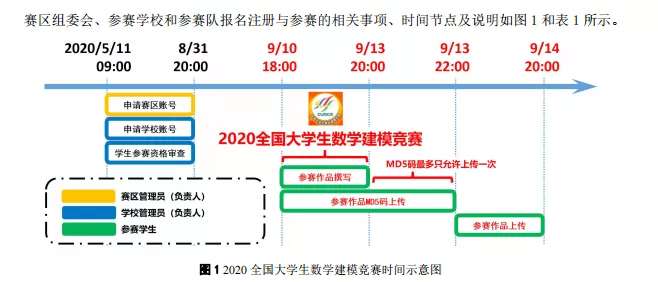 赛区组委会、参赛学校和参赛队报名注册与参赛的相关事项、时间节点及说明如图 1 和表 1 所示。
2020/5/11 8/31 9/10 9/13 9/13 9/14
09:00 20:00 18:00 20:00 22:00 20:00
申请赛区账号
申请学校账号
学生参赛资格审查
2020全国大学生数学建模竞赛
MD5码最多只允许上传一次
参赛作品撰写
参赛作品MD5码上传
参赛作品上传
赛区管理员（负责人）
学校管理员（负责人）
参赛学生
图 1 2020 全国大学生数学建模竞赛时间示意图